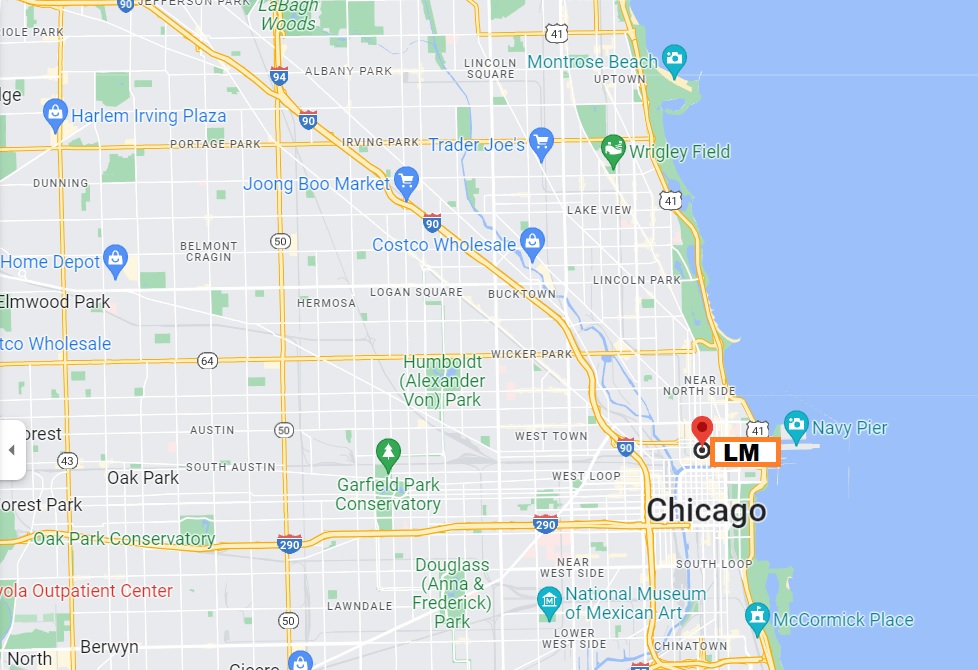 90
JEFFERSON PARK
LaBagh
Woods
41
94
ALBANY PARK
LINCOLN
SQUARE
Montrose Beach
UPTOWN
Harlem Irving Plaza
90
PORTAGE PARK
IRVING PARK
Trader Joe's
Wrigley Field
DUNNING
Joong Boo Market
41
LAKE VIEW
90
50
BELMONT
CRAGIN
Costco Wholesale
Home Depot
LINCOLN PARK
Elmwood Park
HERMOSA
LOGAN SQUARE
BUCKTOWN
tco Wholesale
64
WICKER PARK
Humboldt
(Alexander
Von) Park
NEAR
NORTH SIDE
orest
AUSTIN
50
WEST TOWN
90
41
Navy Pier
LM
43
SOUTH AUSTIN
Oak Park
Garfield Park
Conservatory
WEST LOOP
orest Park
Chicago
290
Oak Park Conservatory
290
Douglass
(Anna &
Frederick)
Park
NEAR
WEST SIDE
SOUTH LOOP
yola Outpatient Center
LAWNDALE
50
National Museum
of Mexican Art
McCormick Place
LOWER
WEST SIDE
CHINATOWN
Berwyn
North
Cicero